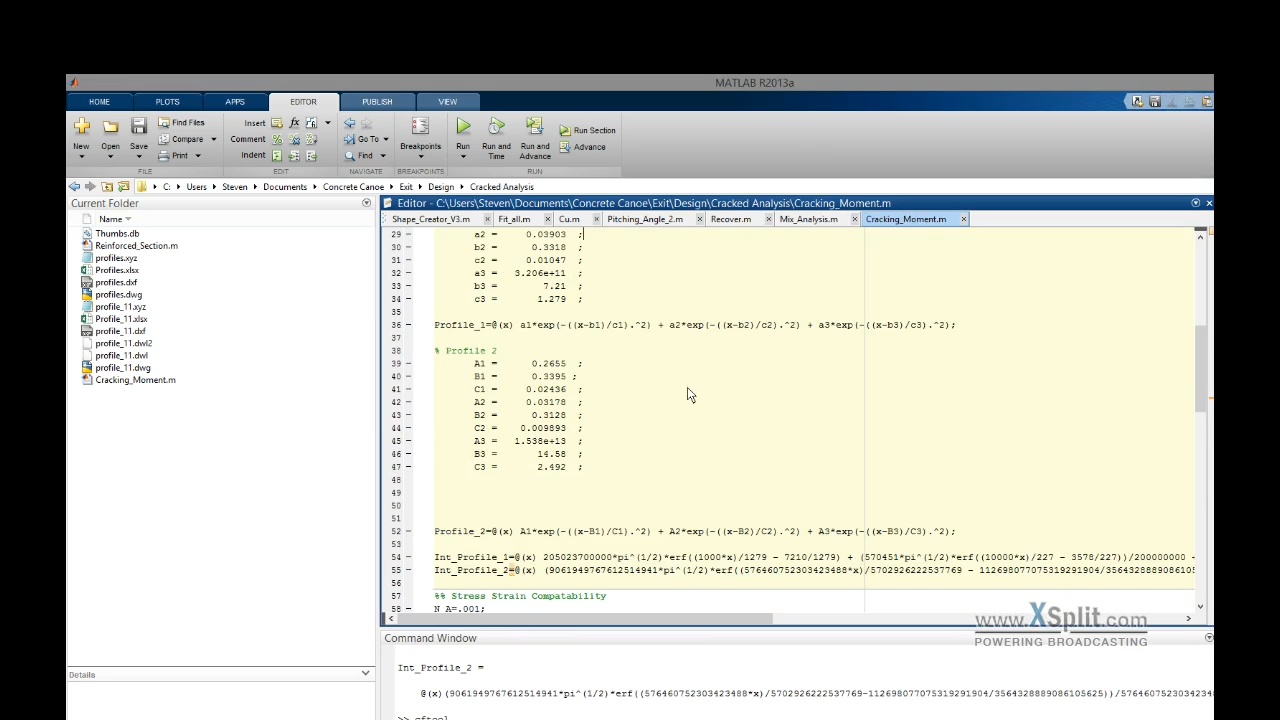 MATLAB R2013a
HOME PLOTS APPS EDITOR PUBLISH VIEW
New Open Save Find Files Compare Print Insert Comment Indent Go To Find Breakpoints Run Run and Time Run and Advance Run Section Advance
FILE EDIT NAVIGATE BREAKPOINTS RUN
C: Users Steven Documents Concrete Canoe Exit Design Cracked Analysis
Current Folder
Name
Thumbs.db
Reinforced_Section.m
profiles.xyz
Profiles.xlsx
profiles.dxf
profiles.dwg
profile_11.xyz
Profile_11.xlsx
profile_11.dxf
profile_11.dwl2
profile_11.dwl
profile_11.dwg
Cracking_Moment.m
Details
Editor - C:\Users\Steven\Documents\Concrete Canoe\Exit\Design\Cracked Analysis\Cracking_Moment.m
Shape_Creator_V3.m Fit_all.m Cu.m Pitching_Angle_2.m Recover.m Mix_Analysis.m Cracking_Moment.m
29 – a2 = 0.03903 ;
30 – b2 = 0.3318 ;
31 – c2 = 0.01047 ;
32 – a3 = 3.206e+11 ;
33 – b3 = 7.21 ;
34 – c3 = 1.279 ;
35
36 – Profile_1=@(x) a1*exp(-((x-b1)/c1).^2) + a2*exp(-((x-b2)/c2).^2) + a3*exp(-((x-b3)/c3).^2);
37
38 % Profile 2
39 – A1 = 0.2655 ;
40 – B1 = 0.3395 ;
41 – C1 = 0.02436 ;
42 – A2 = 0.03178 ;
43 – B2 = 0.3128 ;
44 – C2 = 0.009893 ;
45 – A3 = 1.538e+13 ;
46 – B3 = 14.58 ;
47 – C3 = 2.492 ;
48
49
50
51
52 – Profile_2=@(x) A1*exp(-((x-B1)/C1).^2) + A2*exp(-((x-B2)/C2).^2) + A3*exp(-((x-B3)/C3).^2);
53
54 – Int_Profile_1=@(x) 205023700000*pi^(1/2)*erf((1000*x)/1279 - 7210/1279) + (570451*pi^(1/2)*erf((10000*x)/227 - 3578/227))/200000000 -
55 – Int_Profile_2=@(x) (9061949767612514941*pi^(1/2)*erf((576460752303423488*x)/5702926222537769 - 112698077075319291904/3564328889086105
56
57 %% Stress Strain Compatability
58 – N_A=.001;
www.XSplit.com
POWERING BROADCASTING
Command Window
Int_Profile_2 =
@(x)(9061949767612514941*pi^(1/2)*erf((576460752303423488*x)/5702926222537769-112698077075319291904/3564328889086105625))/57646075230342348
>> cftool